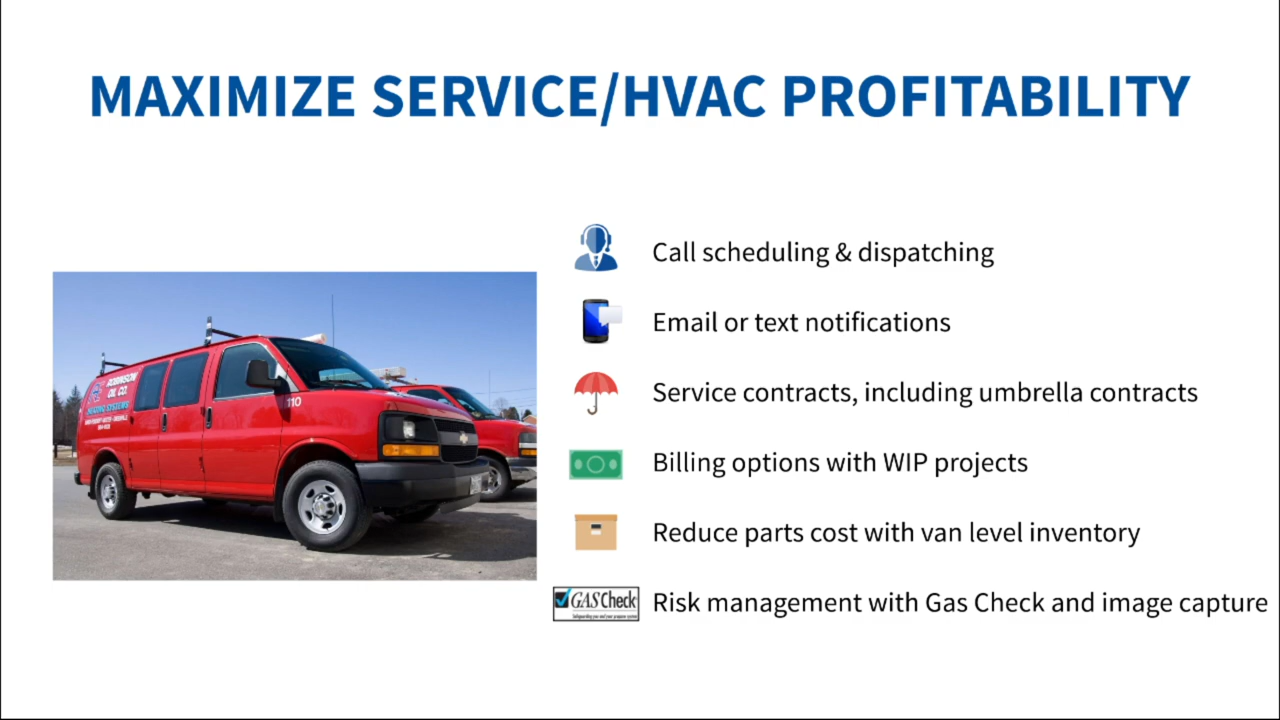 MAXIMIZE SERVICE/HVAC PROFITABILITY
Call scheduling & dispatching
Email or text notifications
Service contracts, including umbrella contracts
Billing options with WIP projects
Reduce parts cost with van level inventory
GAS Check
Risk management with Gas Check and image capture
ROBINSON
OIL CO.
HEATING SYSTEMS
110